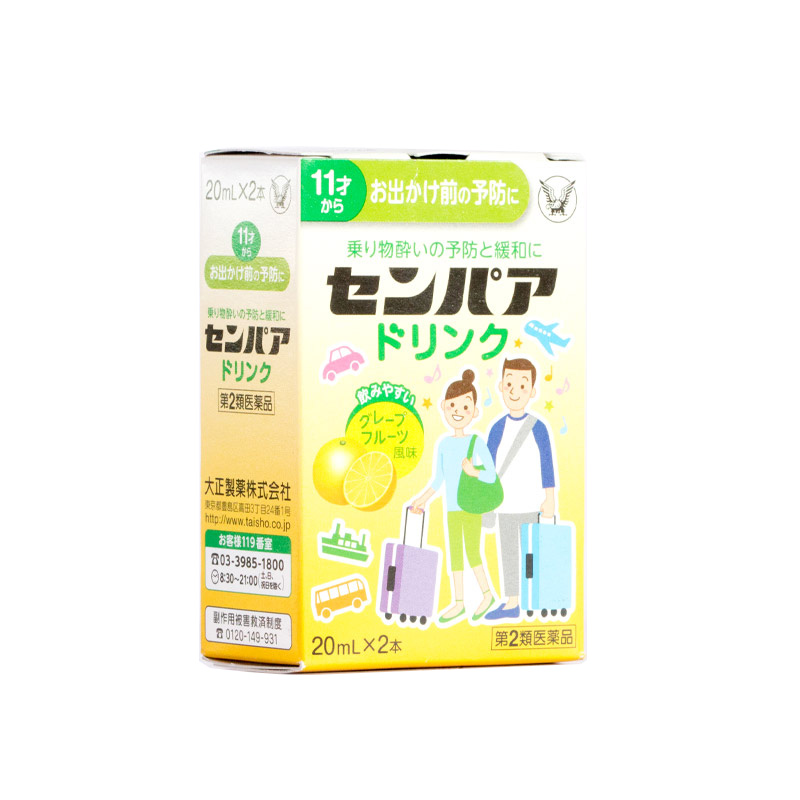 11才
から
お出かけ前の予防に
乗り物酔いの予防と緩和に
センパア
ドリンク
飲みやすい
グレープ
フルーツ
風味
20mL×2本
第2類医薬品
20mL×2本
11才
から
お出かけ前の予防に
乗り物酔いの予防と緩和に
センパア
ドリンク
第2類医薬品
大正製薬株式会社
東京都豊島区高田3丁目24番1号
http://www.taisho.co.jp
お客様119番室
☎03-3985-1800
8:30~21:00(土、日、祝日を除く)
副作用被害救済制度
☎0120-149-931